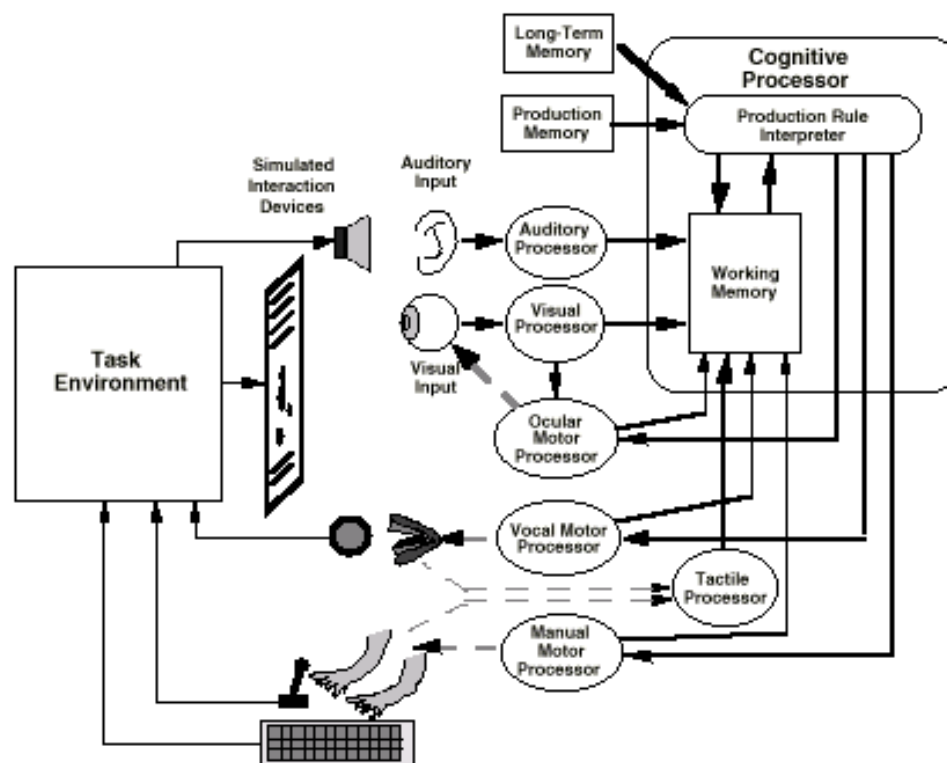 Long-Term
Memory
Cognitive
Processor
Production
Memory
Production Rule
Interpreter
Simulated
Interaction
Devices
Auditory
Input
Auditory
Processor
Working
Memory
Visual
Processor
Task
Environment
Visual
Input
Ocular
Motor
Processor
Vocal Motor
Processor
Tactile
Processor
Manual
Motor
Processor